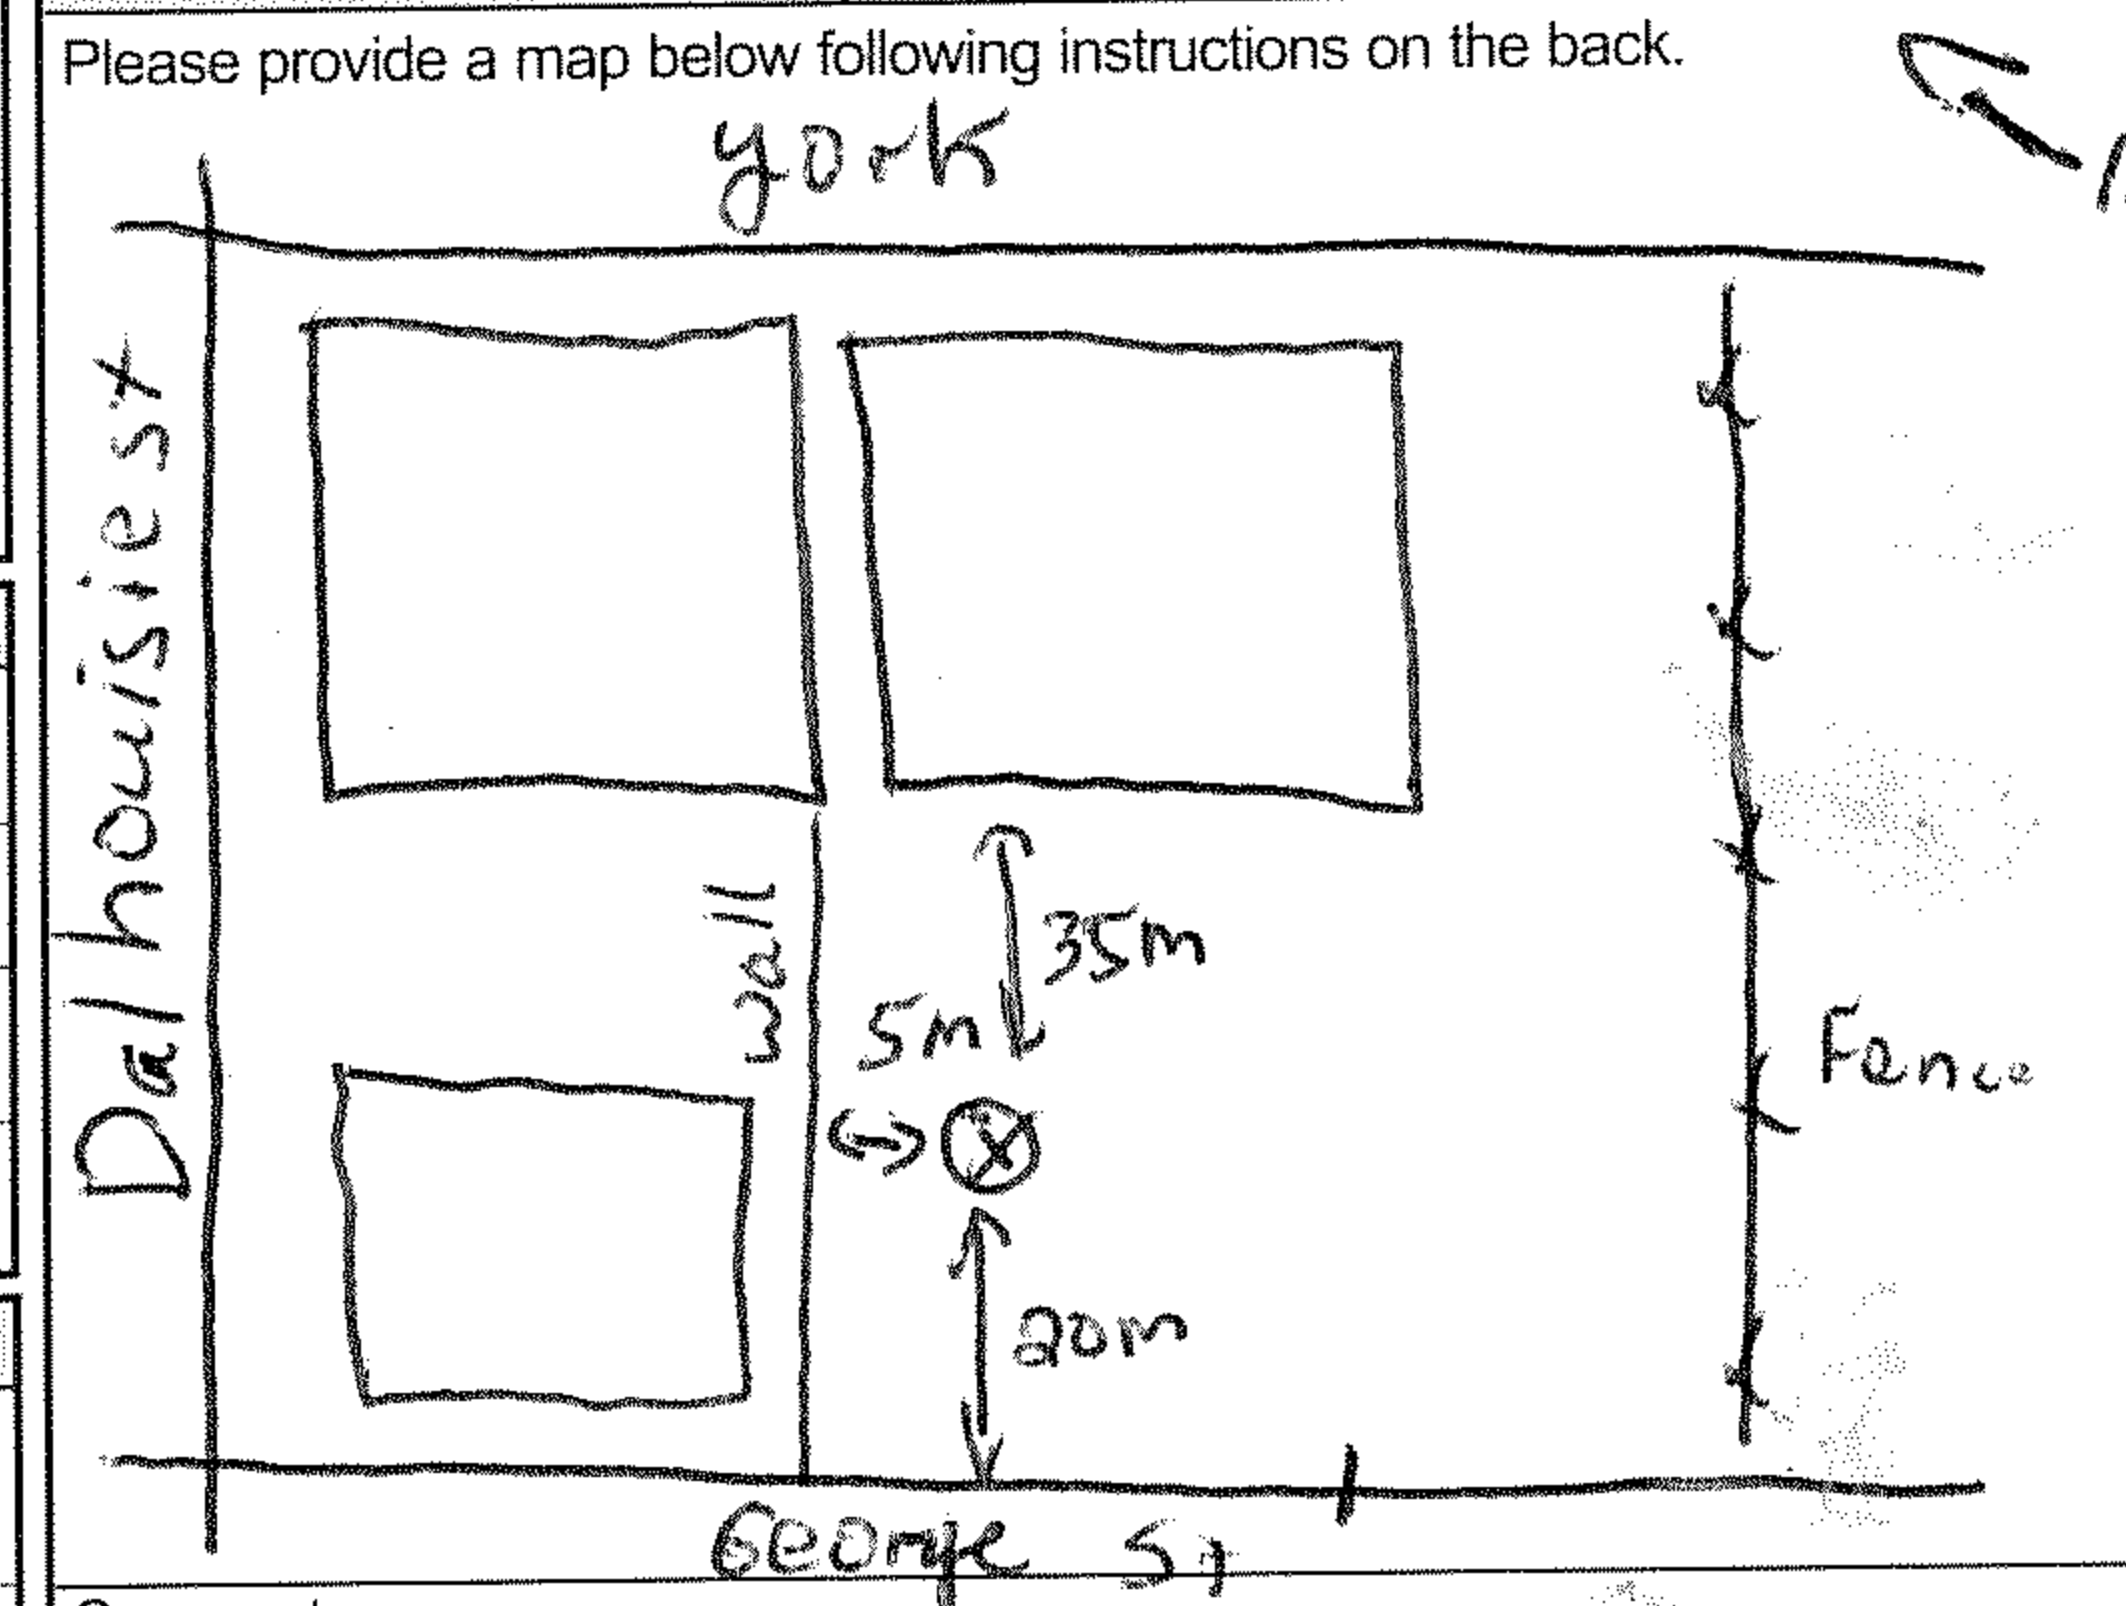 Please provide a map below following instructions on the back.
York
Dalhousie st
Wall
35m
5m
Fence
20m
George St